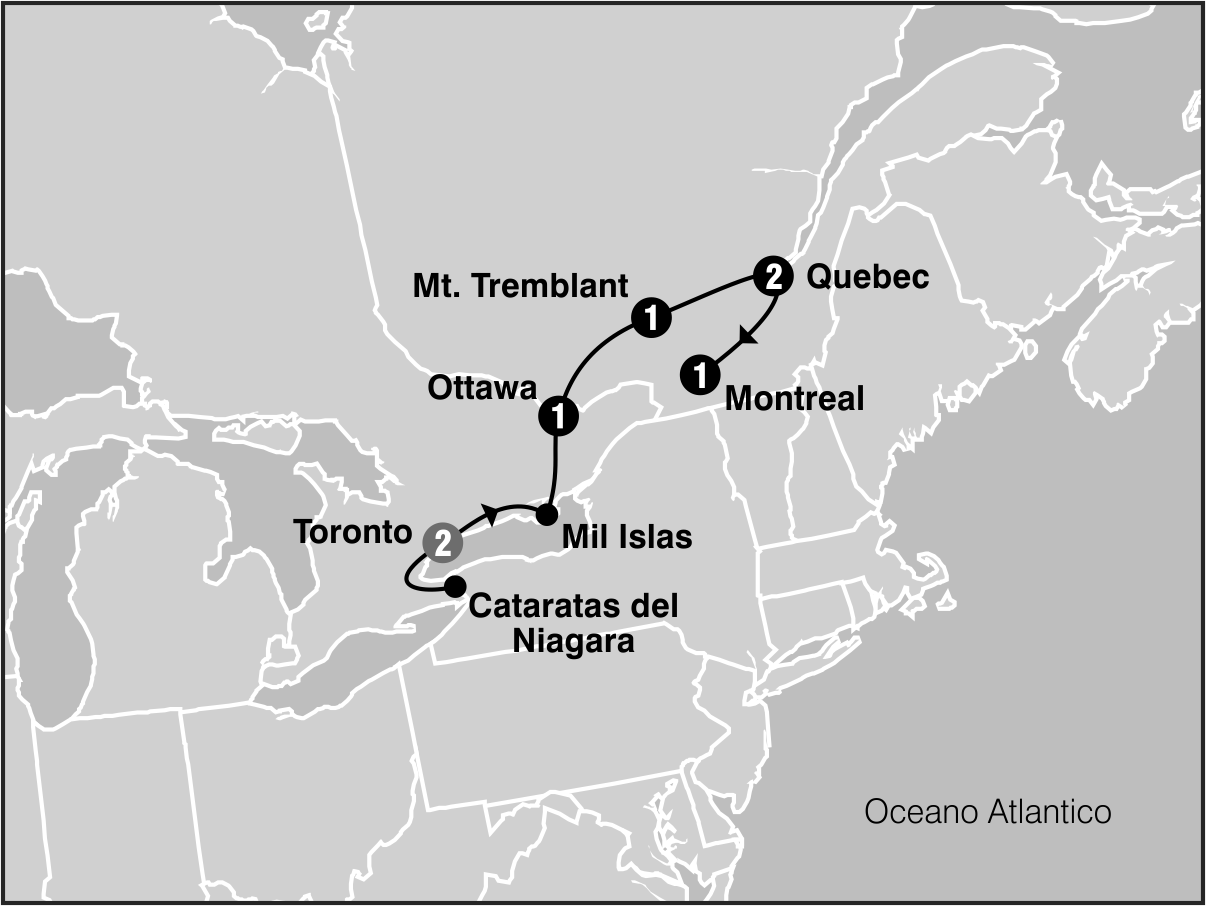 2 Quebec
Mt. Tremblant
1
1
Montreal
Ottawa
1
Toronto
2
Mil Islas
Cataratas del
Niagara
Oceano Atlantico